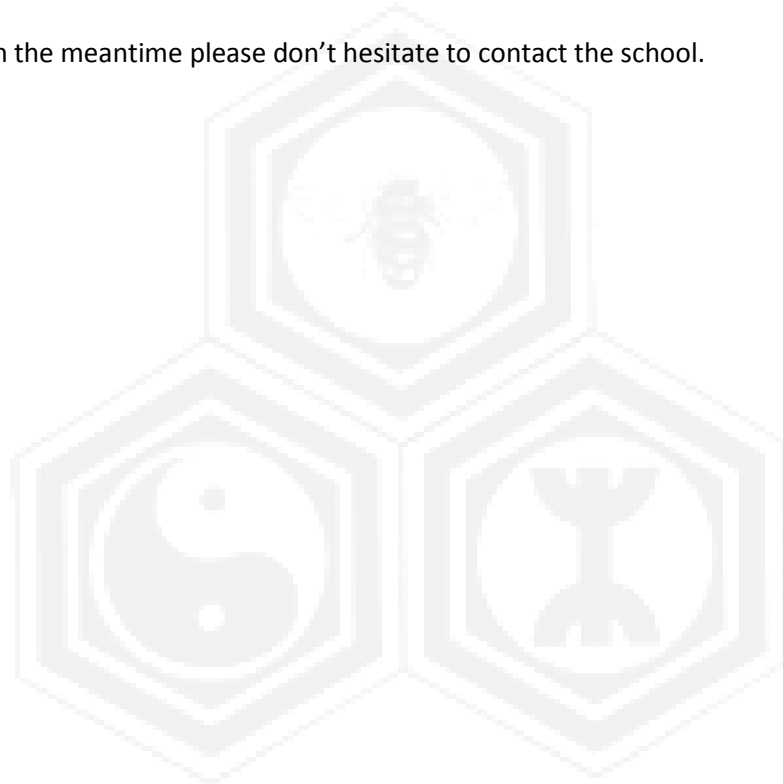 the meantime please don’t hesitate to contact the school.